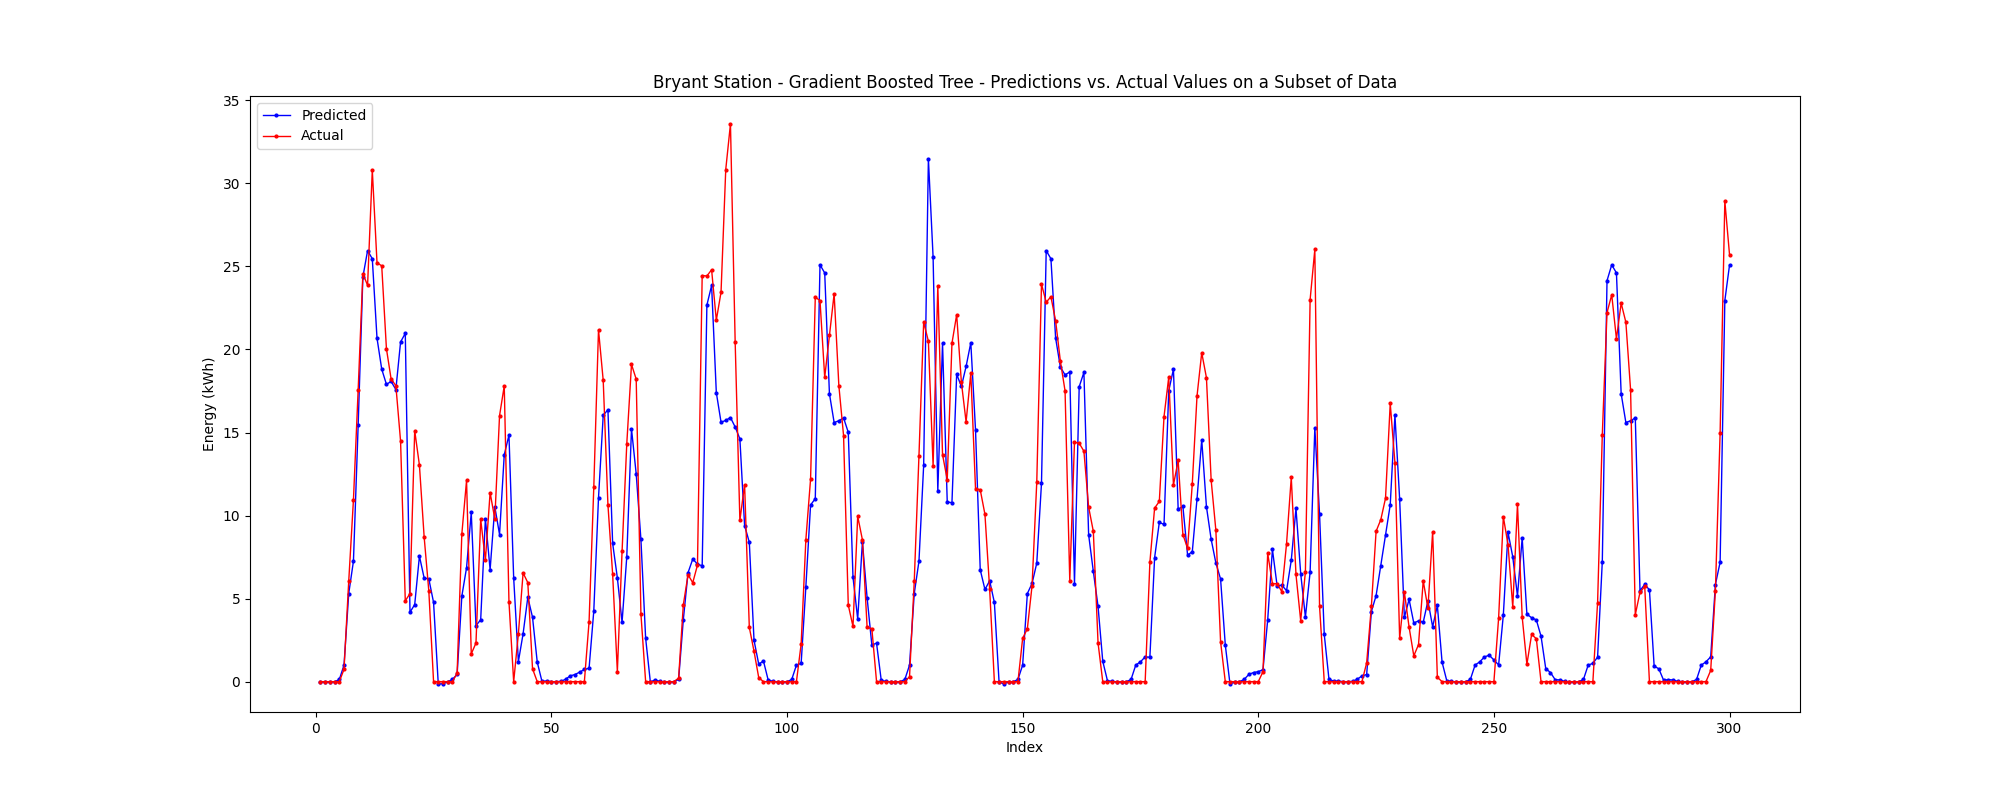 Bryant Station - Gradient Boosted Tree - Predictions vs. Actual Values on a Subset of Data
Predicted
Actual
35
30
25
20
15
10
5
0
Energy (kWh)
0 50 100 150 200 250 300
Index